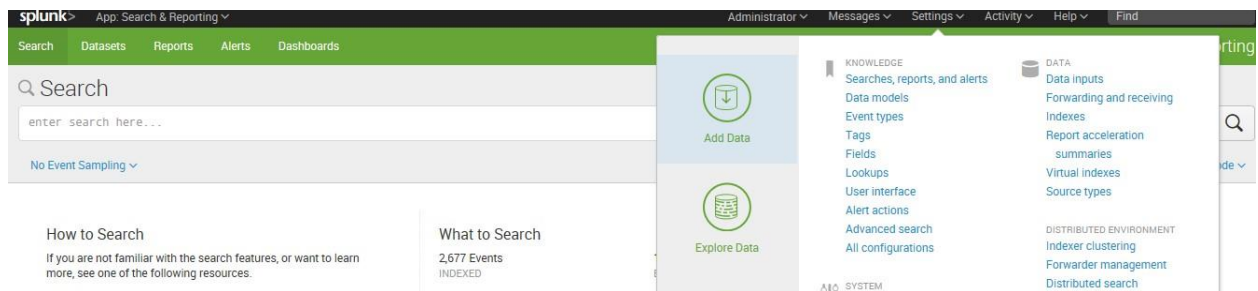 splunk> App: Search & Reporting Administrator Messages Settings Activity Help Find
Search Datasets Reports Alerts Dashboards rting
Search
enter search here...
No Event Sampling ode
How to Search
If you are not familiar with the search features, or want to learn
more, see one of the following resources.
What to Search
2,677 Events
INDEXED
Add Data
Explore Data
KNOWLEDGE
Searches, reports, and alerts
Data models
Event types
Tags
Fields
Lookups
User interface
Alert actions
Advanced search
All configurations
SYSTEM
DATA
Data inputs
Forwarding and receiving
Indexes
Report acceleration
summaries
Virtual indexes
Source types
DISTRIBUTED ENVIRONMENT
Indexer clustering
Forwarder management
Distributed search